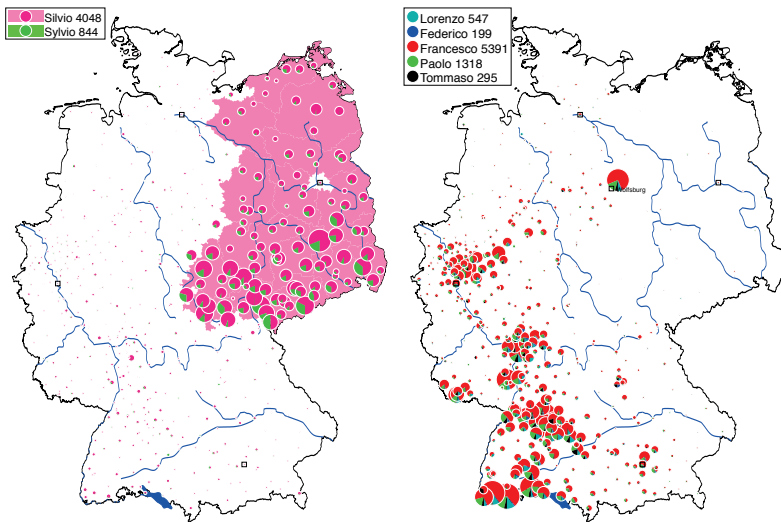 Silvio 4048
Sylvio 844
Lorenzo 547
Federico 199
Francesco 5391
Paolo 1318
Tommaso 295
Wolfsburg